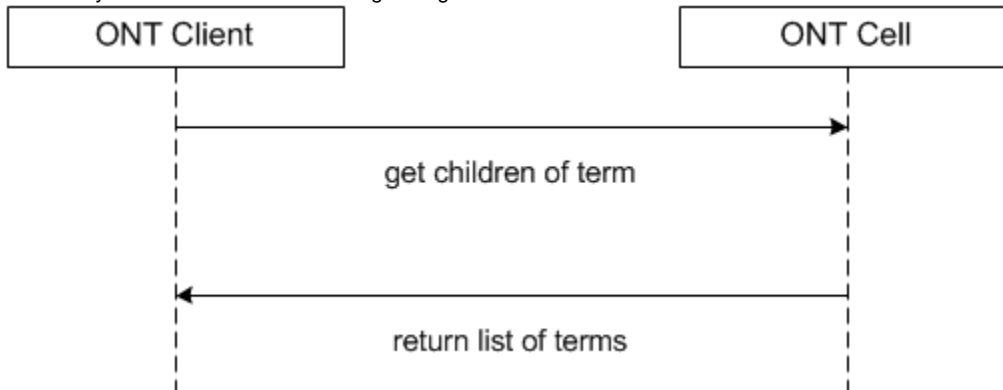 ONT Client
ONT Cell
get children of term
return list of terms